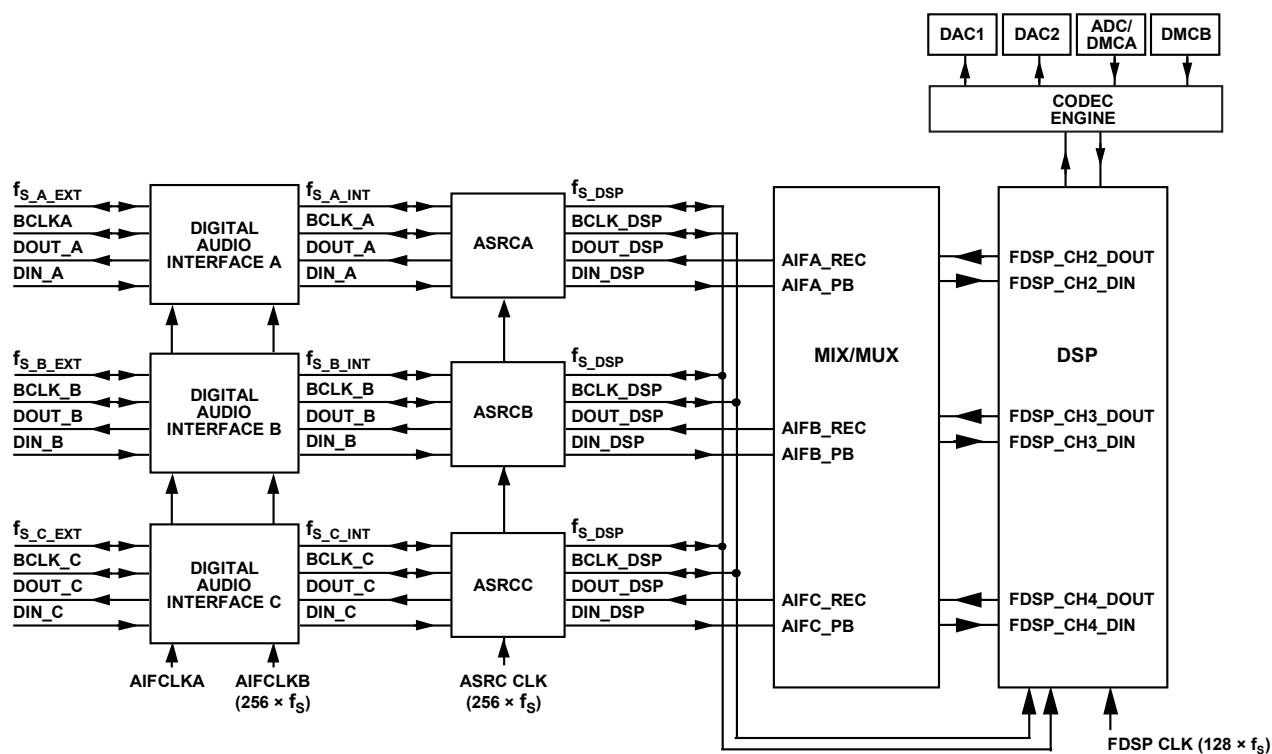 DAC1
DAC2
ADC/
DMCA
DMCB
CODEC
ENGINE
fS_A_EXT
BCLKA
DOUT_A
DIN_A
DIGITAL
AUDIO
INTERFACE A
fS_A_INT
BCLK_A
DOUT_A
DIN_A
ASRCA
fS_DSP
BCLK_DSP
DOUT_DSP
DIN_DSP
AIFA_REC
AIFA_PB
FDSP_CH2_DOUT
FDSP_CH2_DIN
fS_B_EXT
BCLK_B
DOUT_B
DIN_B
DIGITAL
AUDIO
INTERFACE B
fS_B_INT
BCLK_B
DOUT_B
DIN_B
ASRCB
fS_DSP
BCLK_DSP
DOUT_DSP
DIN_DSP
MIX/MUX
DSP
AIFB_REC
AIFB_PB
FDSP_CH3_DOUT
FDSP_CH3_DIN
fS_C_EXT
BCLK_C
DOUT_C
DIN_C
DIGITAL
AUDIO
INTERFACE C
fS_C_INT
BCLK_C
DOUT_C
DIN_C
ASRCC
fS_DSP
BCLK_DSP
DOUT_DSP
DIN_DSP
AIFC_REC
AIFC_PB
FDSP_CH4_DOUT
FDSP_CH4_DIN
AIFCLKA
AIFCLKB
(256 × fS)
ASRC CLK
(256 × fS)
FDSP CLK (128 × fS)